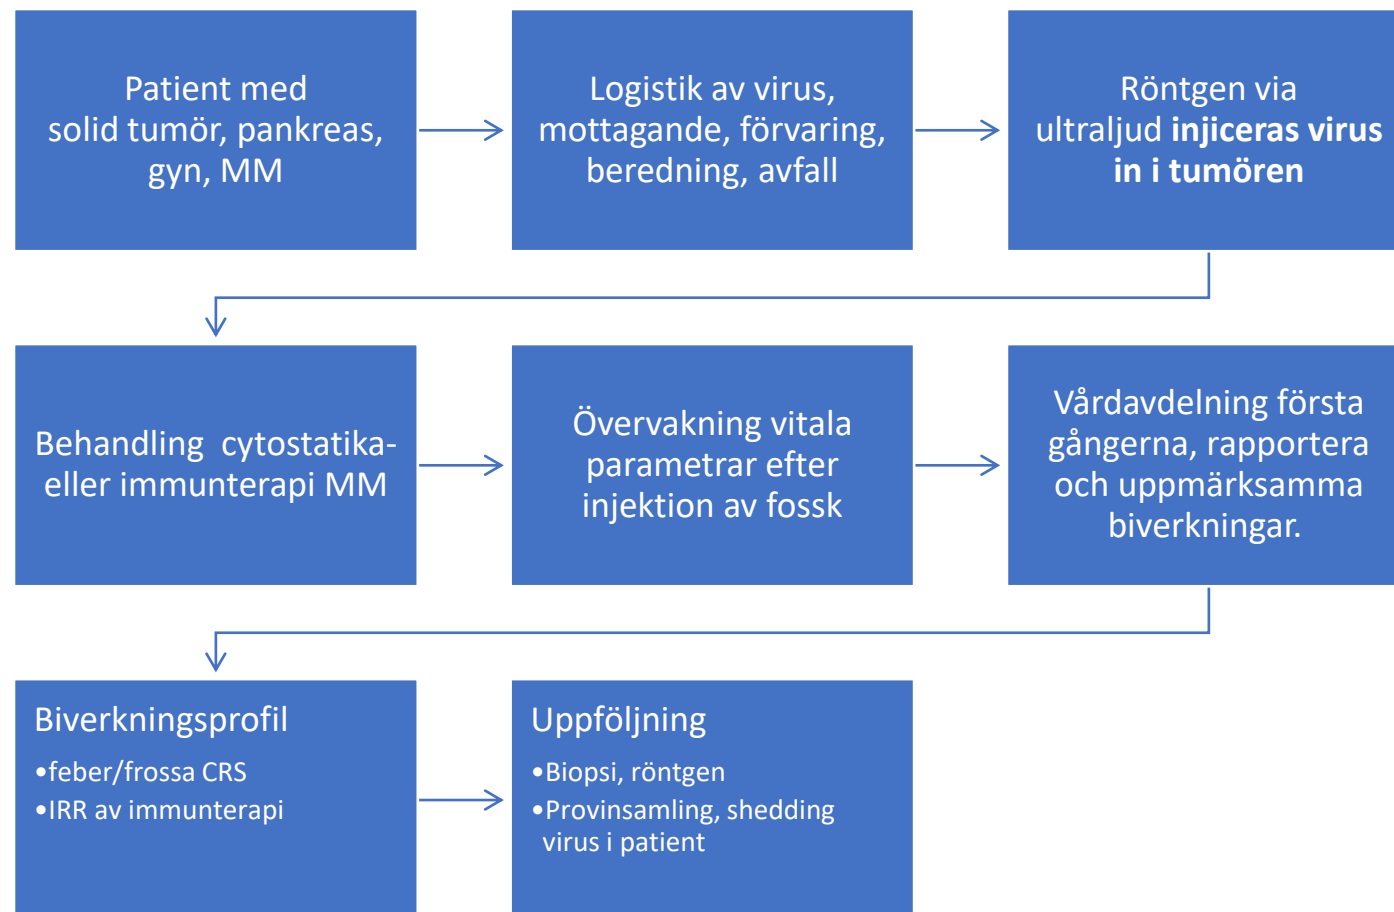 Patient med
solid tumör, pankreas,
gyn, MM
Logistik av virus,
mottagande, förvaring,
beredning, avfall
Röntgen via
ultraljud injiceras virus
in i tumören
Behandling  cytostatika-
eller immunterapi MM
Övervakning vitala
parametrar efter
injektion av fossk
Vårdavdelning första
gångerna, rapportera
och uppmärksamma
biverkningar.
Biverkningsprofil
•feber/frossa CRS
•IRR av immunterapi
Uppföljning
•Biopsi, röntgen
•Provinsamling, shedding
virus i patient